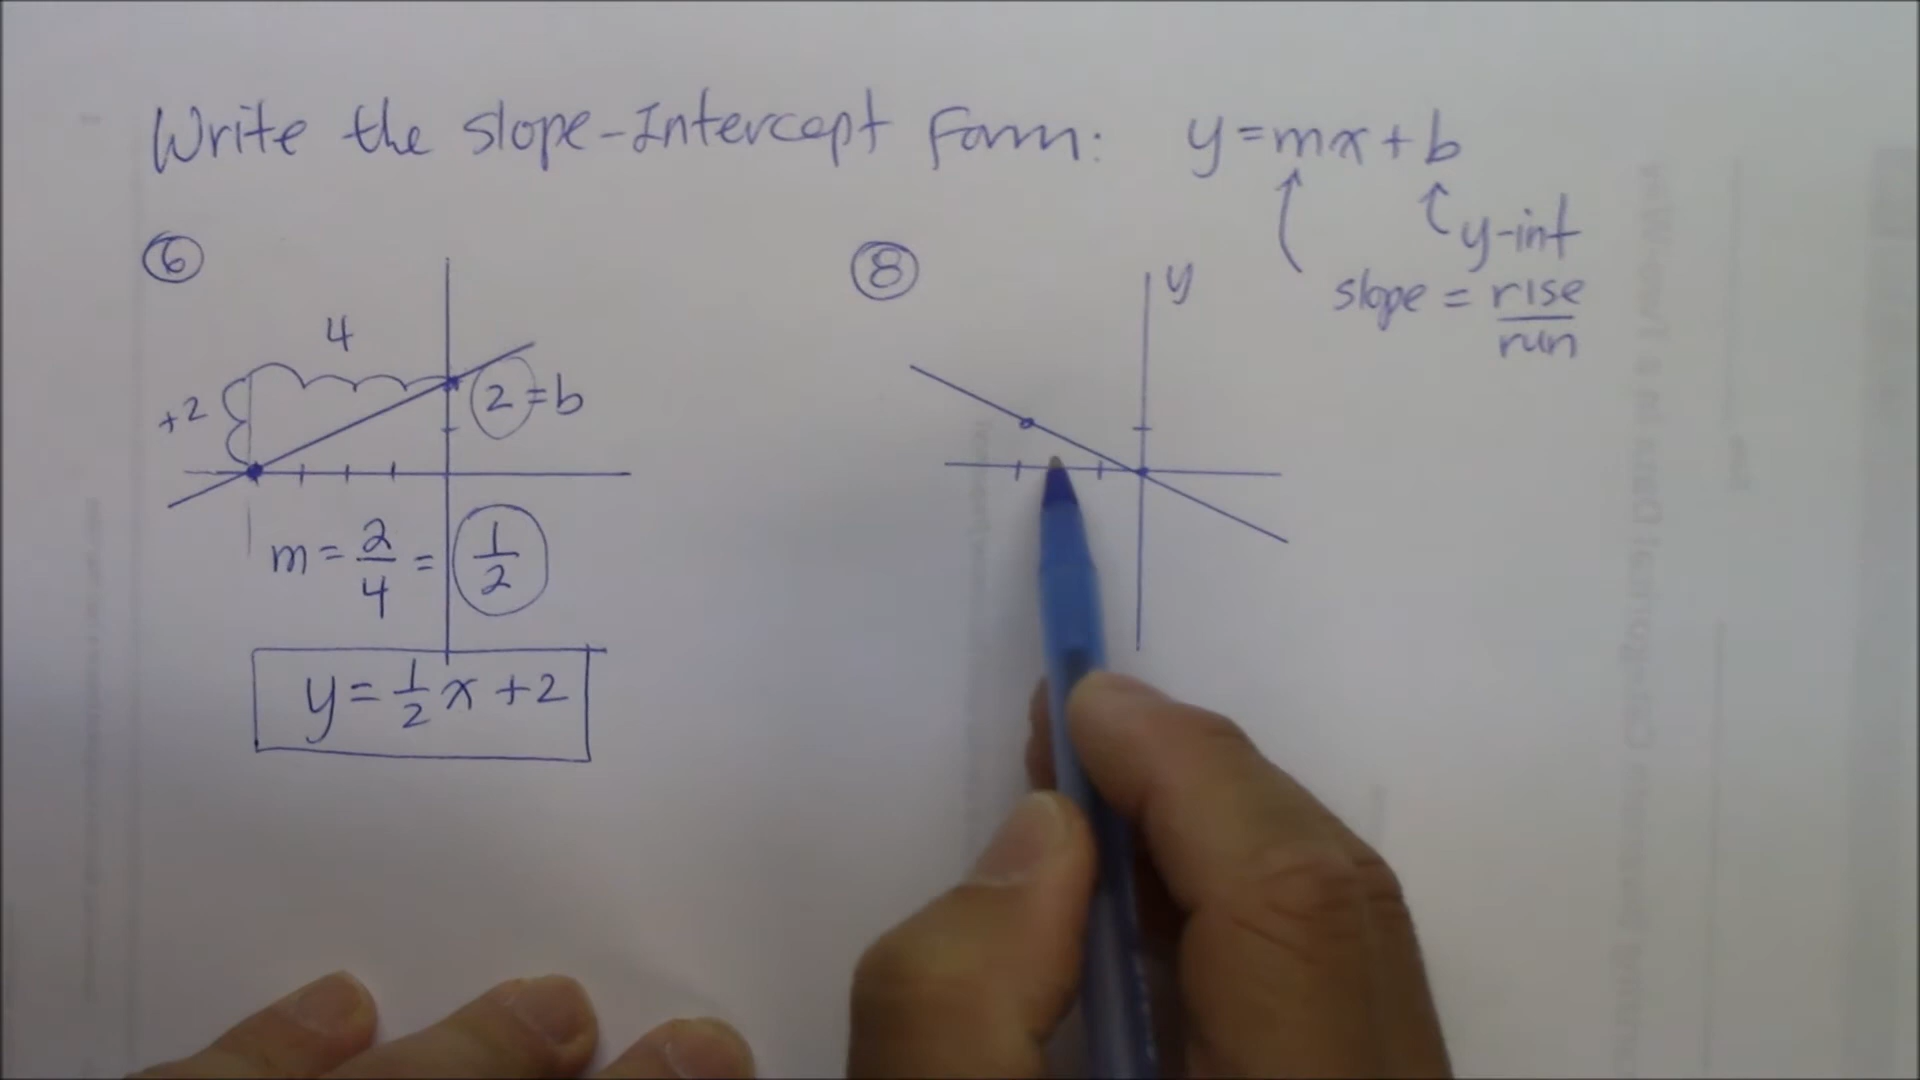 Write the slope-Intercept Form: y=mx+b
y-int
slope = rise
run
6
4
+2
2=b
m = 2/4 = 1/2
y=1/2x+2
8
y